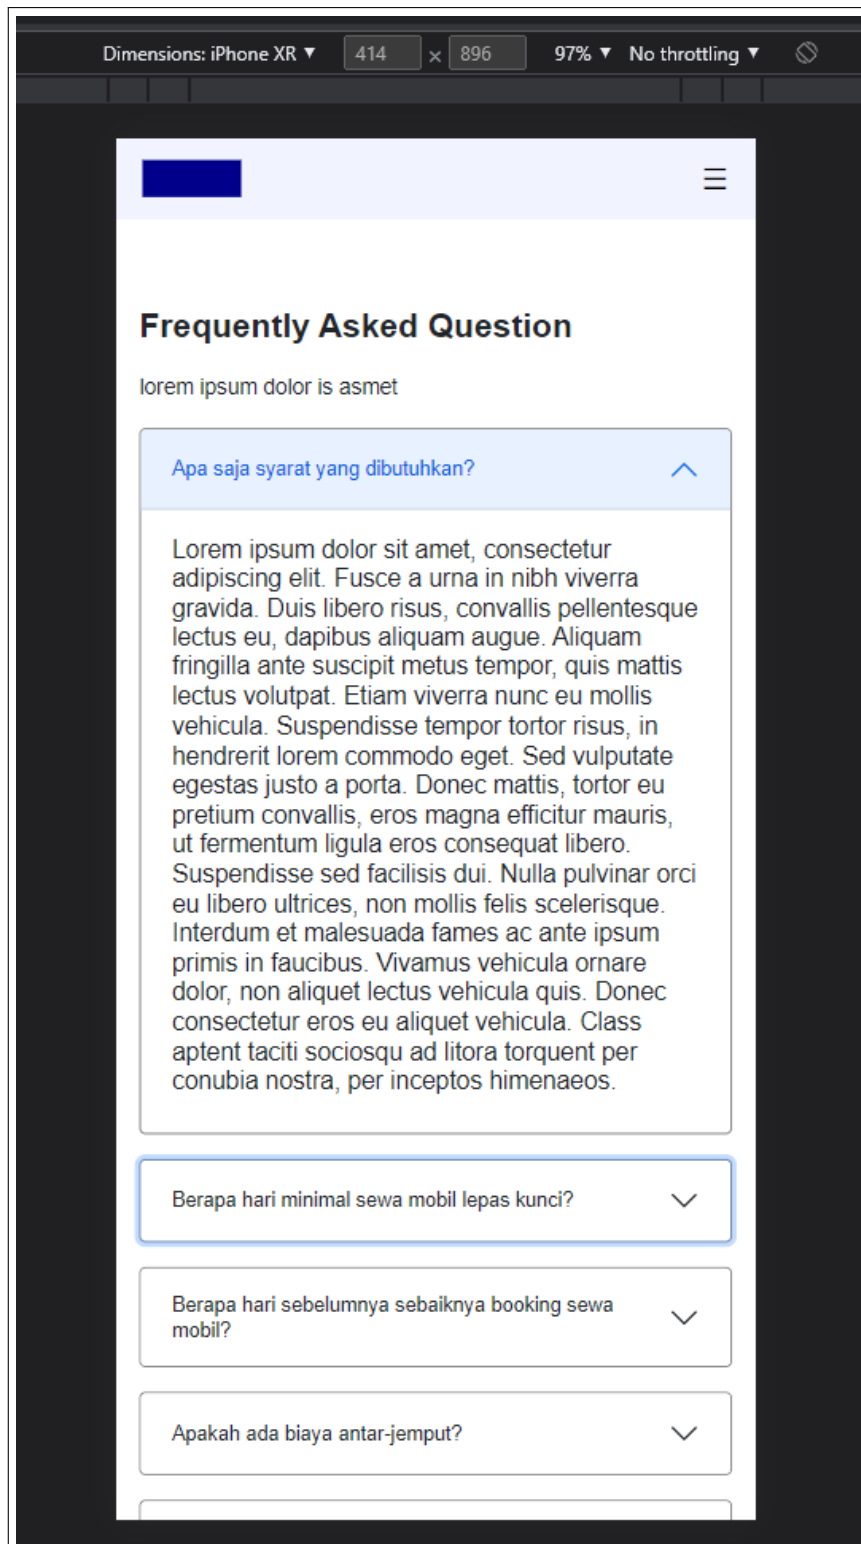 Dimensions: iPhone XR ▼ 414 × 896 97% ▼ No throttling ▼
Frequently Asked Question
lorem ipsum dolor is asmet
Apa saja syarat yang dibutuhkan?
Lorem ipsum dolor sit amet, consectetur
adipiscing elit. Fusce a urna in nibh viverra
gravida. Duis libero risus, convallis pellentesque
lectus eu, dapibus aliquam augue. Aliquam
fringilla ante suscipit metus tempor, quis mattis
lectus volutpat. Etiam viverra nunc eu mollis
vehicula. Suspendisse tempor tortor risus, in
hendrerit lorem commodo eget. Sed vulputate
egestas justo a porta. Donec mattis, tortor eu
pretium convallis, eros magna efficitur mauris,
ut fermentum ligula eros consequat libero.
Suspendisse sed facilisis dui. Nulla pulvinar orci
eu libero ultrices, non mollis felis scelerisque.
Interdum et malesuada fames ac ante ipsum
primis in faucibus. Vivamus vehicula ornare
dolor, non aliquet lectus vehicula quis. Donec
consectetur eros eu aliquet vehicula. Class
aptent taciti sociosqu ad litora torquent per
conubia nostra, per inceptos himenaeos.
Berapa hari minimal sewa mobil lepas kunci?
Berapa hari sebelumnya sebaiknya booking sewa
mobil?
Apakah ada biaya antar-jemput?